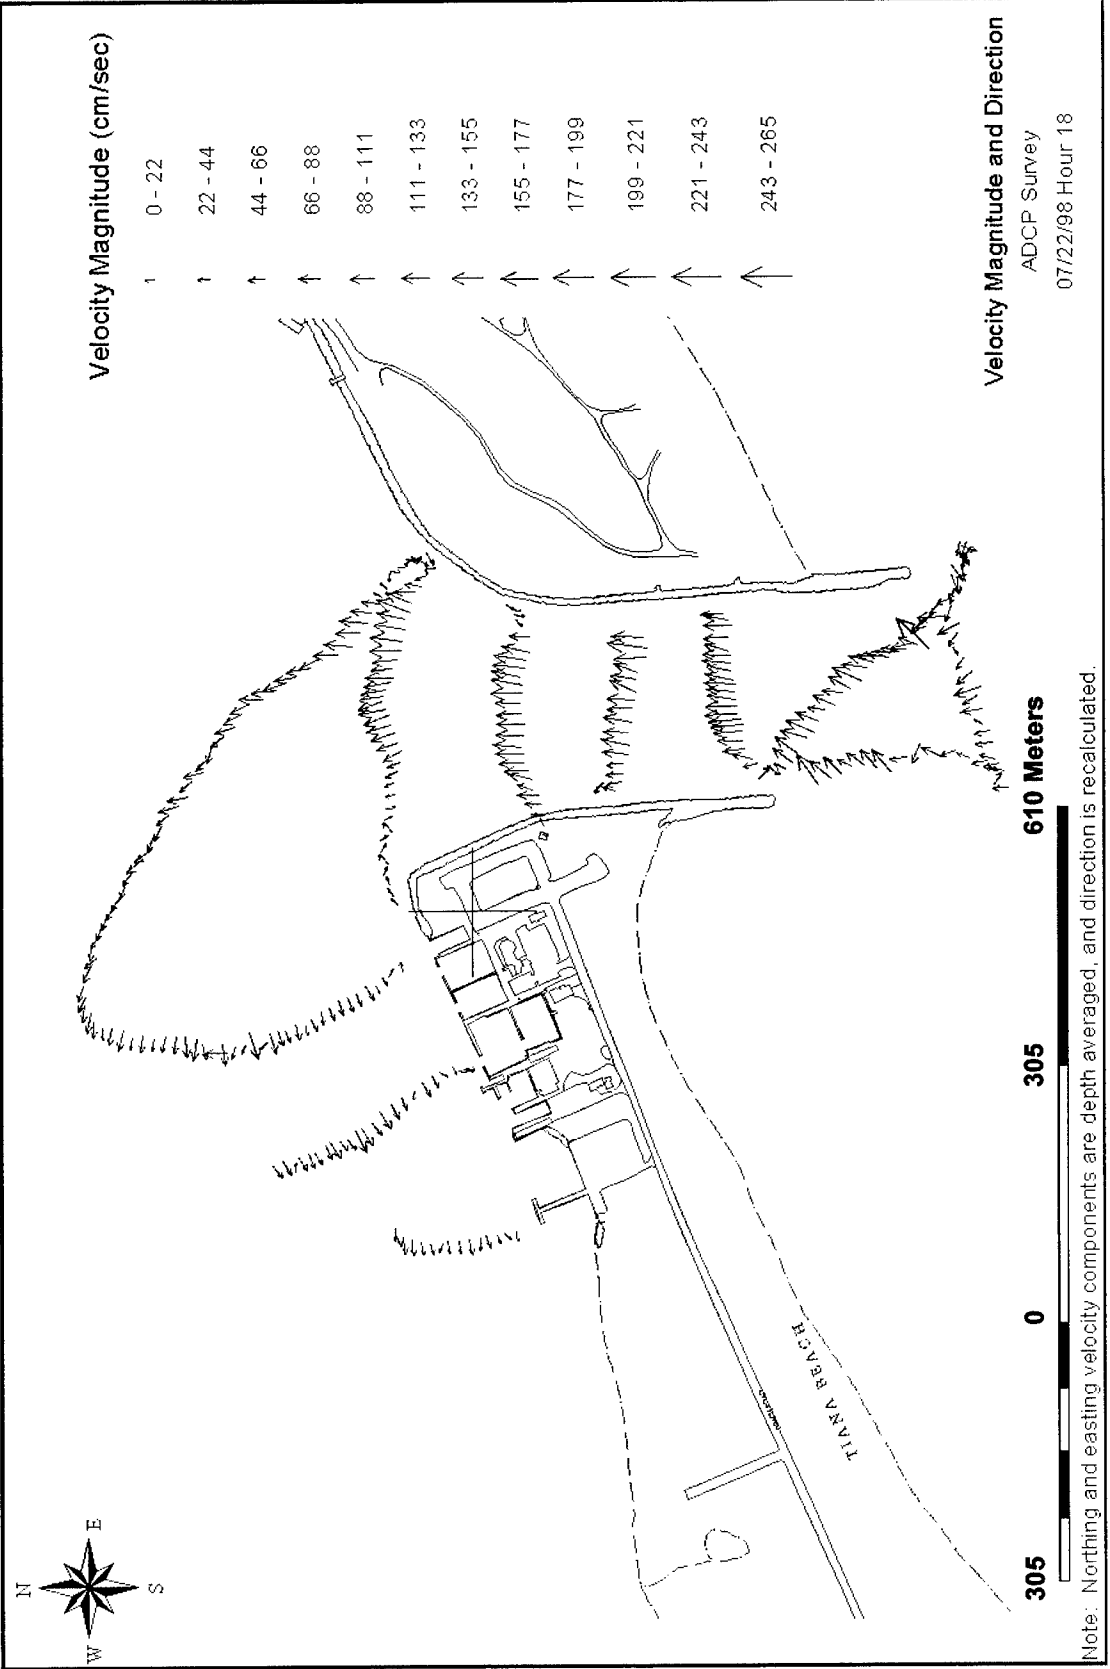 N
W
E
S
Velocity Magnitude (cm/sec)
0 - 22
22 - 44
44 - 66
66 - 88
88 - 111
111 - 133
133 - 155
155 - 177
177 - 199
199 - 221
221 - 243
243 - 265
TIANA BEACH
305
0
305
610 Meters
Velocity Magnitude and Direction
ADCP Survey
07/22/98 Hour 18
Note: Northing and easting velocity components are depth averaged, and direction is recalculated.